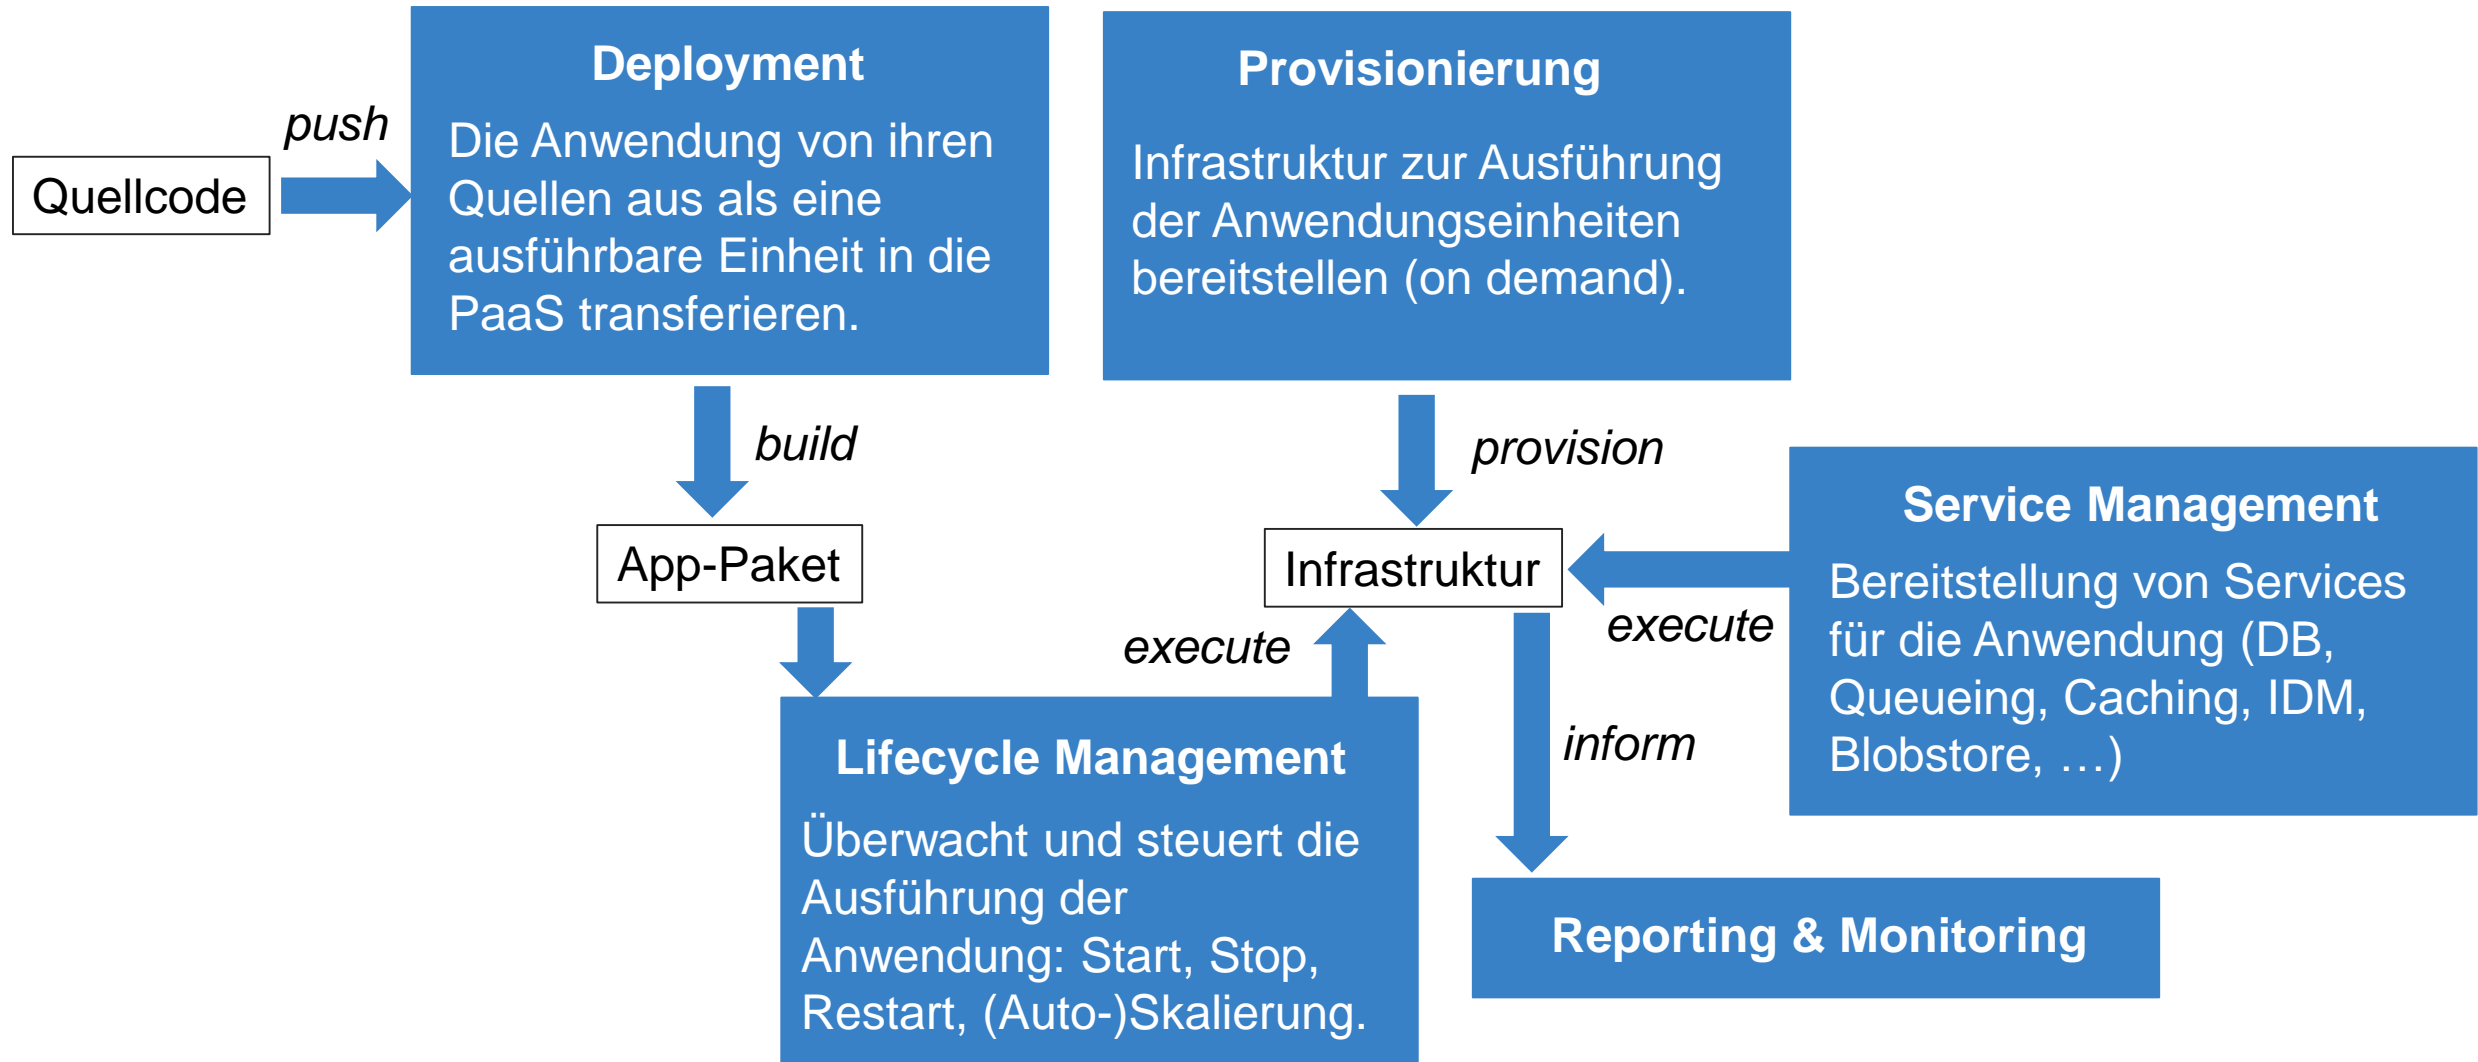 Quellcode
push
Deployment
Die Anwendung von ihren
Quellen aus als eine
ausführbare Einheit in die
PaaS transferieren.
Provisionierung
Infrastruktur zur Ausführung
der Anwendungseinheiten
bereitstellen (on demand).
build
provision
App-Paket
Infrastruktur
Service Management
Bereitstellung von Services
für die Anwendung (DB,
Queueing, Caching, IDM,
Blobstore, …)
execute
execute
Lifecycle Management
Überwacht und steuert die
Ausführung der
Anwendung: Start, Stop,
Restart, (Auto-)Skalierung.
inform
Reporting & Monitoring